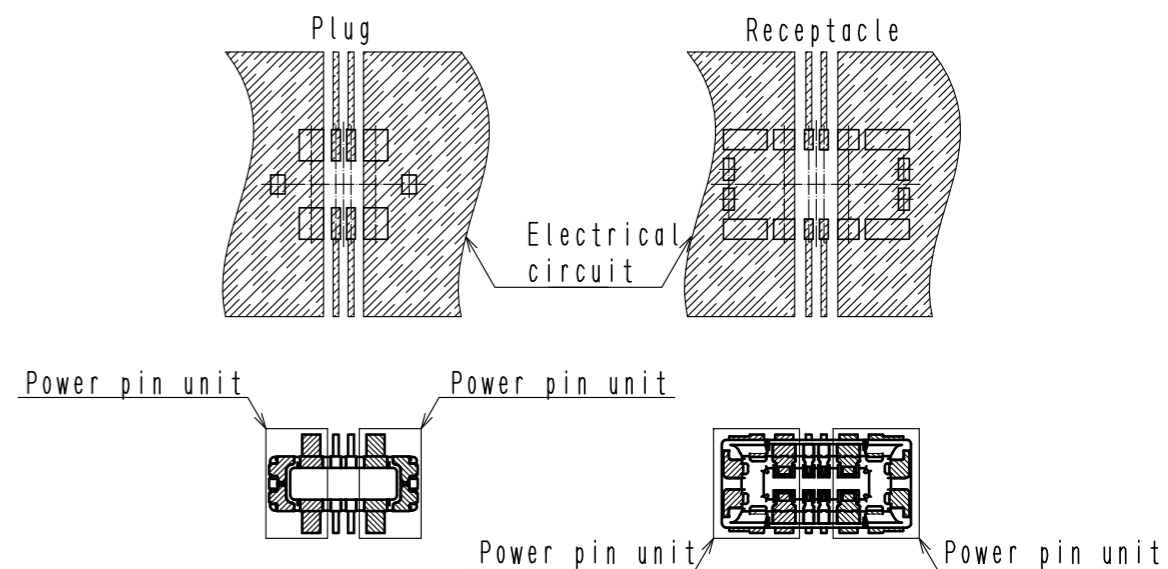 Plug
Receptacle
Electrical
circuit
Power pin unit
Power pin unit
Power pin unit
Power pin unit